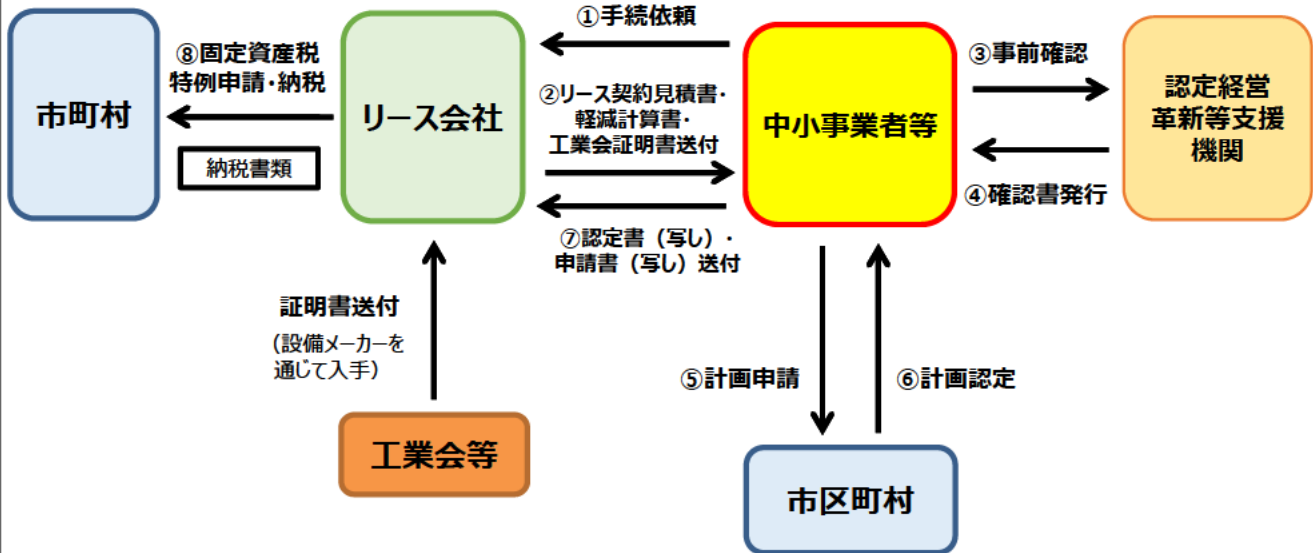 ①手続依頼
⑧固定資産税
特例申請・納税
③事前確認
市町村
リース会社
②リース契約見積書・
軽減計算書・
工業会証明書送付
中小事業者等
認定経営
革新等支援
機関
納税書類
④確認書発行
⑦認定書（写し）・
申請書（写し）送付
証明書送付
（設備メーカーを
通じて入手）
⑤計画申請
⑥計画認定
工業会等
市区町村